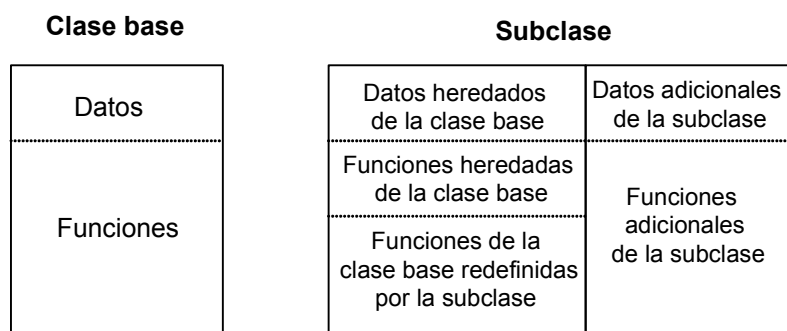 Clase base
Datos
Funciones
Subclase
Datos heredados
de la clase base
Datos adicionales
de la subclase
Funciones heredadas
de la clase base
Funciones de la
clase base redefinidas
por la subclase
Funciones
adicionales
de la subclase